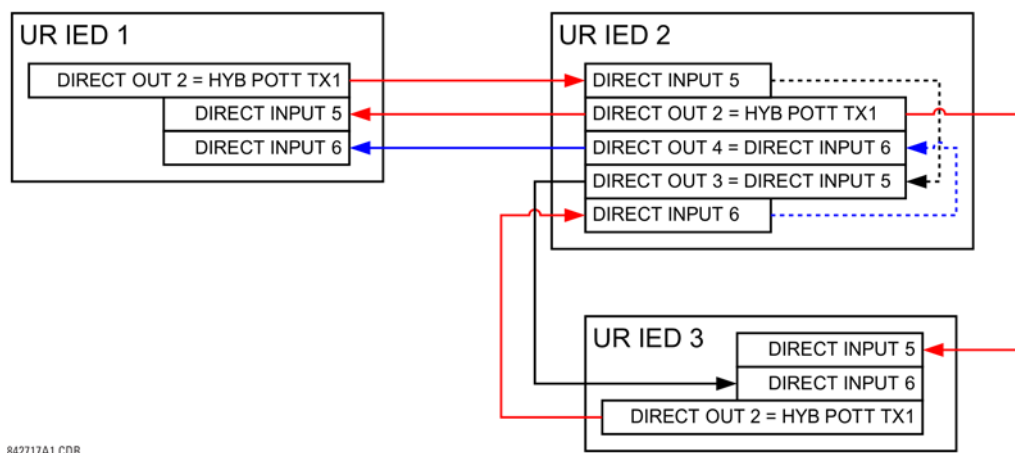 UR IED 1
DIRECT OUT 2 = HYB POTT TX1
DIRECT INPUT 5
DIRECT INPUT 6
UR IED 2
DIRECT INPUT 5
DIRECT OUT 2 = HYB POTT TX1
DIRECT OUT 4 = DIRECT INPUT 6
DIRECT OUT 3 = DIRECT INPUT 5
DIRECT INPUT 6
UR IED 3
DIRECT INPUT 5
DIRECT INPUT 6
DIRECT OUT 2 = HYB POTT TX1
842717A1.CDR